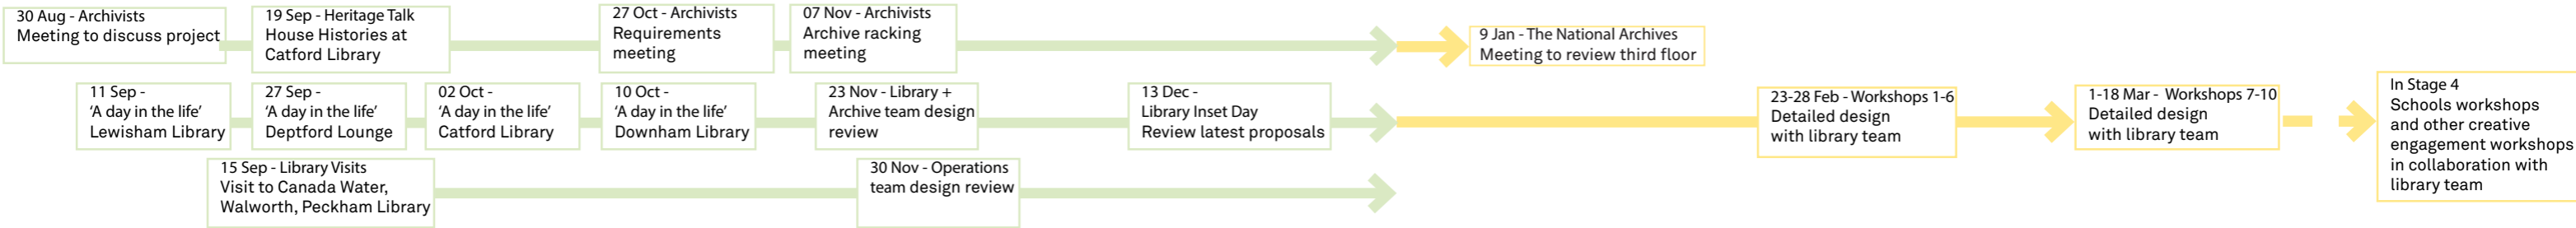 30 Aug - Archivists
Meeting to discuss project
19 Sep - Heritage Talk
House Histories at
Catford Library
27 Oct - Archivists
Requirements
meeting
07 Nov - Archivists
Archive racking
meeting
9 Jan - The National Archives
Meeting to review third floor
11 Sep -
‘A day in the life’
Lewisham Library
27 Sep -
‘A day in the life’
Deptford Lounge
02 Oct -
‘A day in the life’
Catford Library
10 Oct -
‘A day in the life’
Downham Library
23 Nov - Library +
Archive team design
review
13 Dec -
Library Inset Day
Review latest proposals
23-28 Feb - Workshops 1-6
Detailed design
with library team
1-18 Mar - Workshops 7-10
Detailed design
with library team
In Stage 4
Schools workshops
and other creative
engagement workshops
in collaboration with
library team
15 Sep - Library Visits
Visit to Canada Water,
Walworth, Peckham Library
30 Nov - Operations
team design review